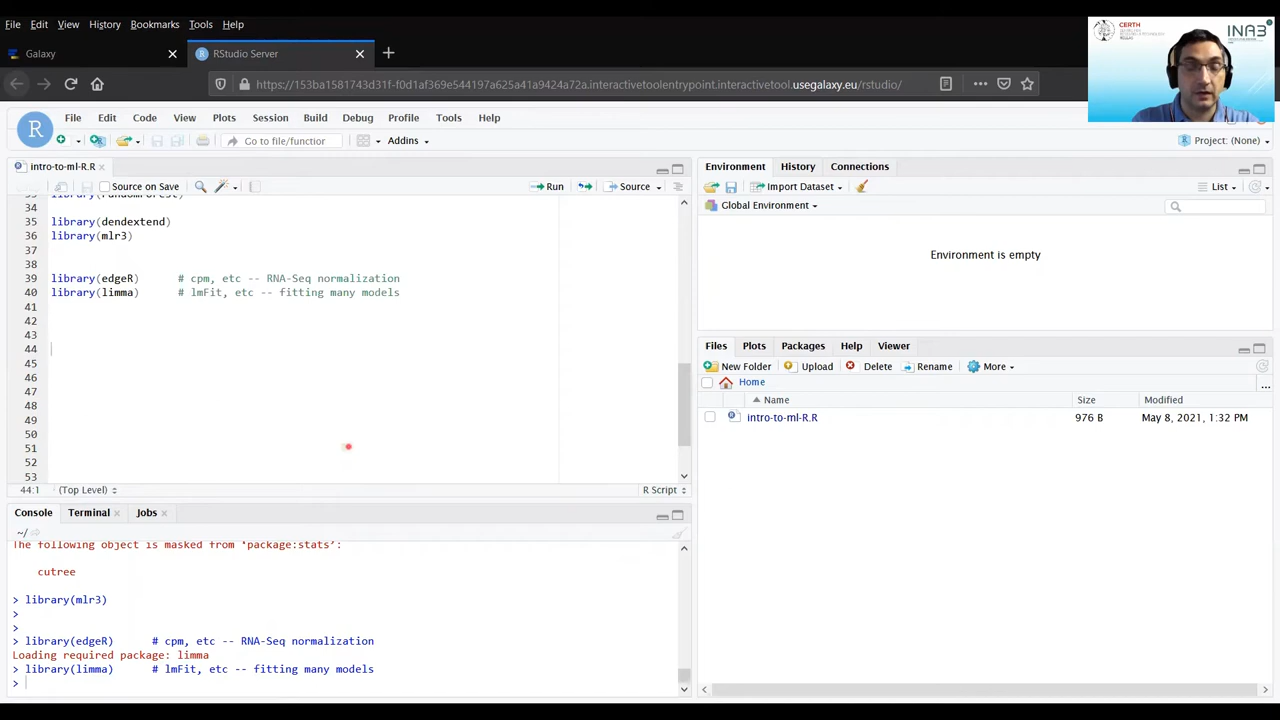 File Edit View History Bookmarks Tools Help
Galaxy
RStudio Server
https://153ba1581743d31f-f0d1af369e544197a625a41a9424a72a.interactivetoolentrypoint.interactivetool.usegalaxy.eu/rstudio/
CERTH
INAB
R
File Edit Code View Plots Session Build Debug Profile Tools Help
Go to file/function Addins Project: (None)
intro-to-ml-R.R
Source on Save Run Source
34
35 library(dendextend)
36 library(mlr3)
37
38
39 library(edgeR) # cpm, etc -- RNA-Seq normalization
40 library(limma) # lmFit, etc -- fitting many models
41
42
43
44
45
46
47
48
49
50
51
52
53
44:1 (Top Level) R Script
Console Terminal Jobs
~/
The following object is masked from ‘package:stats’:
cutree
> library(mlr3)
>
>
> library(edgeR) # cpm, etc -- RNA-Seq normalization
Loading required package: limma
> library(limma) # lmFit, etc -- fitting many models
>
Environment History Connections
Import Dataset List
Global Environment
Environment is empty
Files Plots Packages Help Viewer
New Folder Upload Delete Rename More
Home
Name Size Modified
intro-to-ml-R.R 976 B May 8, 2021, 1:32 PM